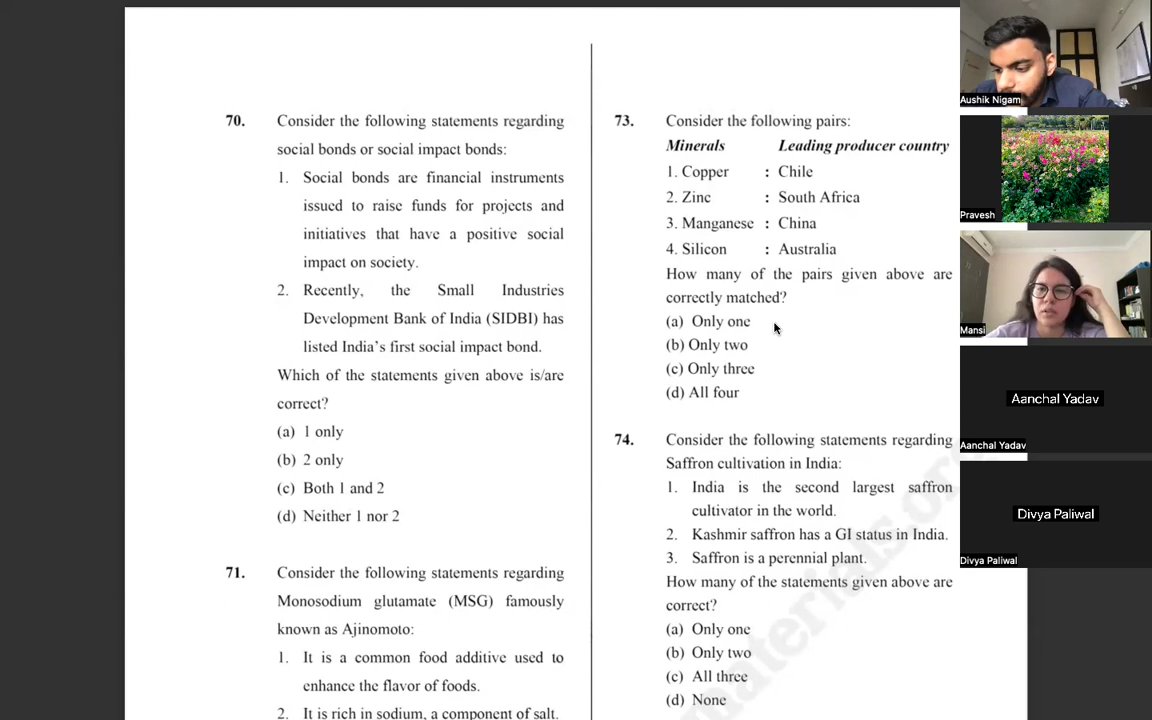 70. Consider the following statements regarding
social bonds or social impact bonds:
1. Social bonds are financial instruments
issued to raise funds for projects and
initiatives that have a positive social
impact on society.
2. Recently, the Small Industries
Development Bank of India (SIDBI) has
listed India's first social impact bond.
Which of the statements given above is/are
correct?
(a) 1 only
(b) 2 only
(c) Both 1 and 2
(d) Neither 1 nor 2
71. Consider the following statements regarding
Monosodium glutamate (MSG) famously
known as Ajinomoto:
1. It is a common food additive used to
enhance the flavor of foods.
2. It is rich in sodium, a component of salt.
73. Consider the following pairs:
Minerals Leading producer country
1. Copper : Chile
2. Zinc : South Africa
3. Manganese : China
4. Silicon : Australia
How many of the pairs given above are
correctly matched?
(a) Only one
(b) Only two
(c) Only three
(d) All four
74. Consider the following statements regarding
Saffron cultivation in India:
1. India is the second largest saffron
cultivator in the world.
2. Kashmir saffron has a GI status in India.
3. Saffron is a perennial plant.
How many of the statements given above are
correct?
(a) Only one
(b) Only two
(c) All three
(d) None
Aushik Nigam
Pravesh
Mansi
Aanchal Yadav
Aanchal Yadav
Divya Paliwal
Divya Paliwal